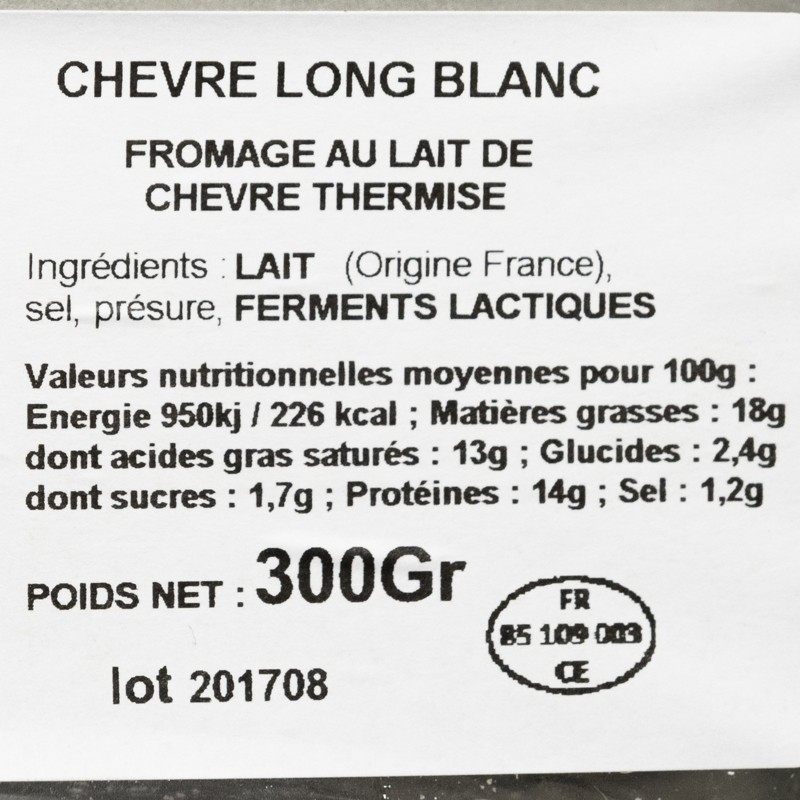 CHEVRE LONG BLANC
FROMAGE AU LAIT DE
CHEVRE THERMISE
Ingrédients : LAIT (Origine France),
sel, présure, FERMENTS LACTIQUES
Valeurs nutritionnelles moyennes pour 100g :
Energie 950kj / 226 kcal ; Matières grasses : 18g
dont acides gras saturés : 13g ; Glucides : 2,4g
dont sucres : 1,7g ; Protéines : 14g ; Sel : 1,2g
POIDS NET : 300Gr
FR
85 109 003
CE
lot 201708